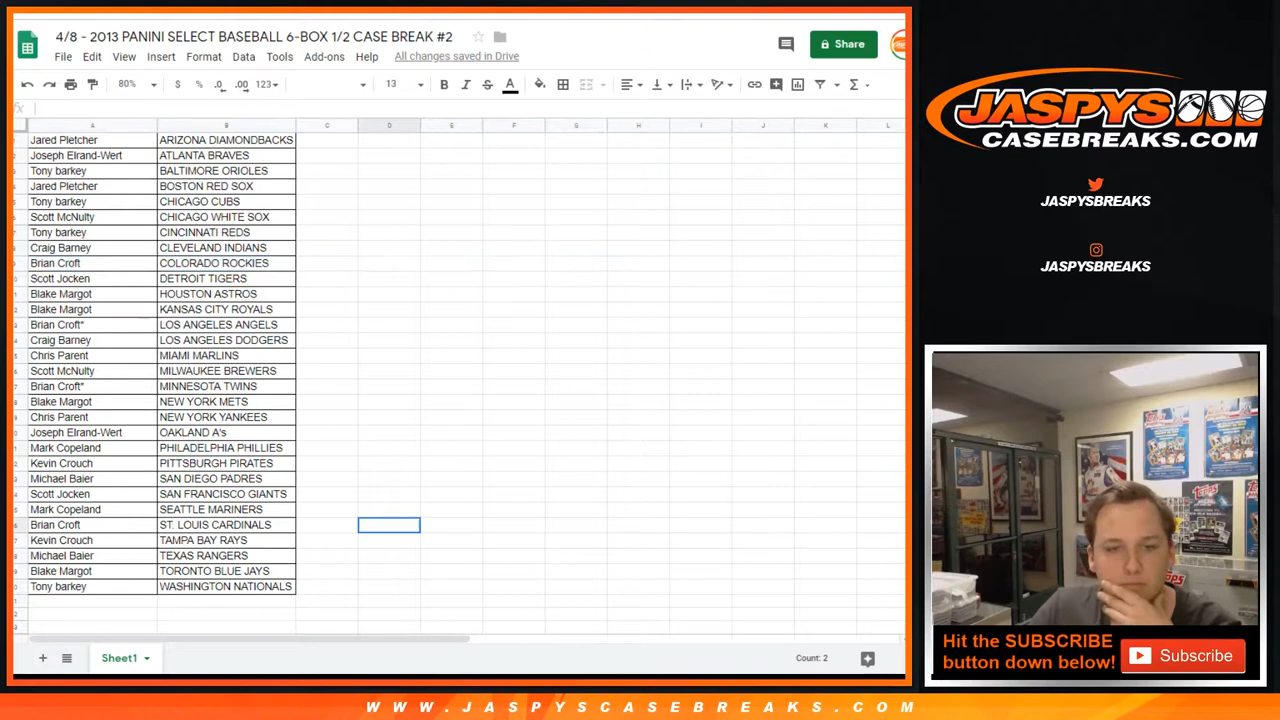 4/8 - 2013 PANINI SELECT BASEBALL 6-BOX 1/2 CASE BREAK #2
File Edit View Insert Format Data Tools Add-ons Help All changes saved in Drive
Share
80% $ % .0 .00 123 13 B I S A
fx
A B C D E F G H I J K L
Jared Pletcher ARIZONA DIAMONDBACKS
Joseph Elrand-Wert ATLANTA BRAVES
Tony barkey BALTIMORE ORIOLES
Jared Pletcher BOSTON RED SOX
Tony barkey CHICAGO CUBS
Scott McNulty CHICAGO WHITE SOX
Tony barkey CINCINNATI REDS
Craig Barney CLEVELAND INDIANS
Brian Croft COLORADO ROCKIES
Scott Jocken DETROIT TIGERS
Blake Margot HOUSTON ASTROS
Blake Margot KANSAS CITY ROYALS
Brian Croft* LOS ANGELES ANGELS
Craig Barney LOS ANGELES DODGERS
Chris Parent MIAMI MARLINS
Scott McNulty MILWAUKEE BREWERS
Brian Croft* MINNESOTA TWINS
Blake Margot NEW YORK METS
Chris Parent NEW YORK YANKEES
Joseph Elrand-Wert OAKLAND A's
Mark Copeland PHILADELPHIA PHILLIES
Kevin Crouch PITTSBURGH PIRATES
Michael Baier SAN DIEGO PADRES
Scott Jocken SAN FRANCISCO GIANTS
Mark Copeland SEATTLE MARINERS
Brian Croft ST. LOUIS CARDINALS
Kevin Crouch TAMPA BAY RAYS
Michael Baier TEXAS RANGERS
Blake Margot TORONTO BLUE JAYS
Tony barkey WASHINGTON NATIONALS
Sheet1
Count: 2
JASPYS
CASEBREAKS.COM
JASPYSBREAKS
JASPYSBREAKS
TOPPS
Hit the SUBSCRIBE
button down below!
Subscribe
WWW.JASPYSCASEBREAKS.COM